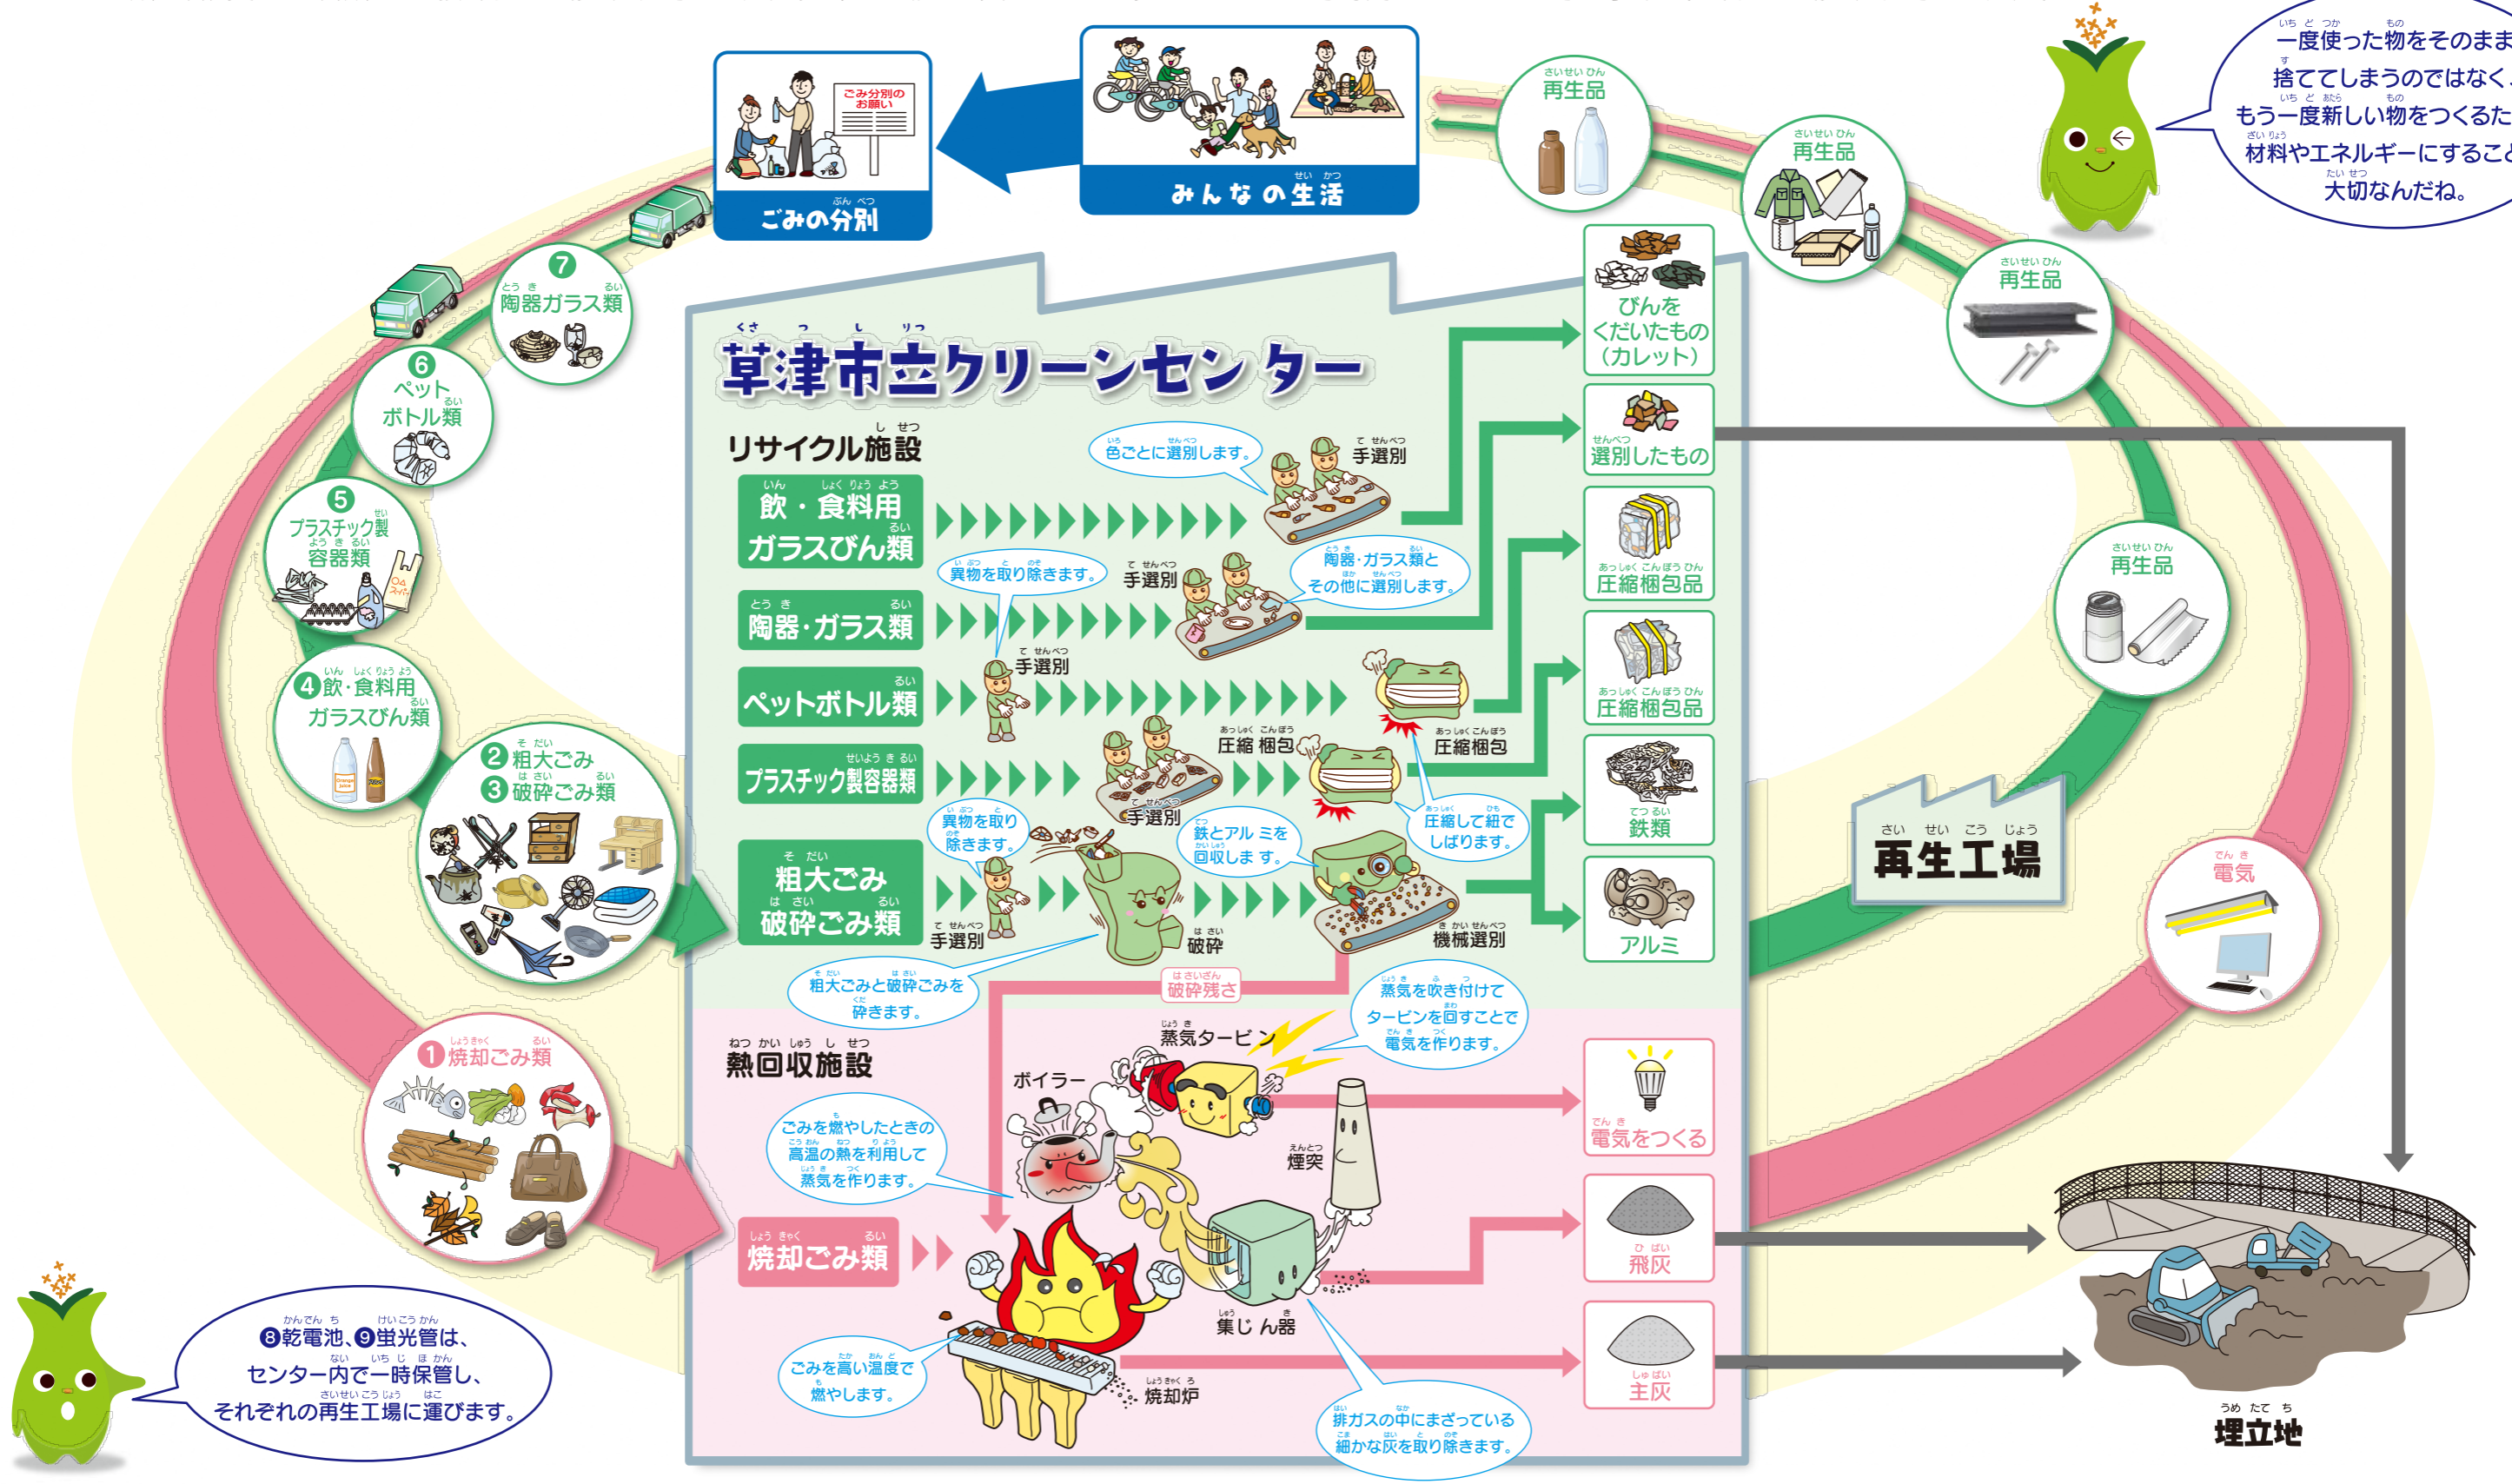 ごみ分別の
お願い
ごみの分別
みんなの生活
再生品
再生品
再生品
再生品
一度使った物をそのまま
捨ててしまうのではなく、
もう一度新しい物をつくるた
材料やエネルギーにすること
大切なんだね。
❼
陶器ガラス類
❻
ペット
ボトル類
❺
プラスチック製
容器類
❹飲・食料用
ガラスびん類
❷粗大ごみ
❸破砕ごみ類
❶焼却ごみ類
草津市立クリーンセンター
リサイクル施設
飲・食料用
ガラスびん類
色ごとに選別します。
手選別
びんを
くだいたもの
(カレット)
陶器・ガラス類
異物を取り除きます。
手選別
陶器・ガラス類と
その他に選別します。
選別したもの
ペットボトル類
手選別
圧縮梱包
圧縮梱包品
プラスチック製容器類
手選別
圧縮梱包
圧縮して紐で
しばります。
圧縮梱包品
粗大ごみ
破砕ごみ類
異物を取り
除きます。
手選別
破砕
粗大ごみと破砕ごみを
砕きます。
鉄とアルミを
回収します。
機械選別
鉄類
アルミ
破砕残さ
熱回収施設
焼却ごみ類
ボイラー
ごみを燃やしたときの
高温の熱を利用して
蒸気を作ります。
蒸気タービン
蒸気を吹き付けて
タービンを回すことで
電気を作ります。
煙突
電気をつくる
集じん器
排ガスの中にまざっている
細かな灰を取り除きます。
飛灰
ごみを高い温度で
燃やします。
焼却炉
主灰
再生工場
電気
埋立地
❽乾電池、❾蛍光管は、
センター内で一時保管し、
それぞれの再生工場に運びます。